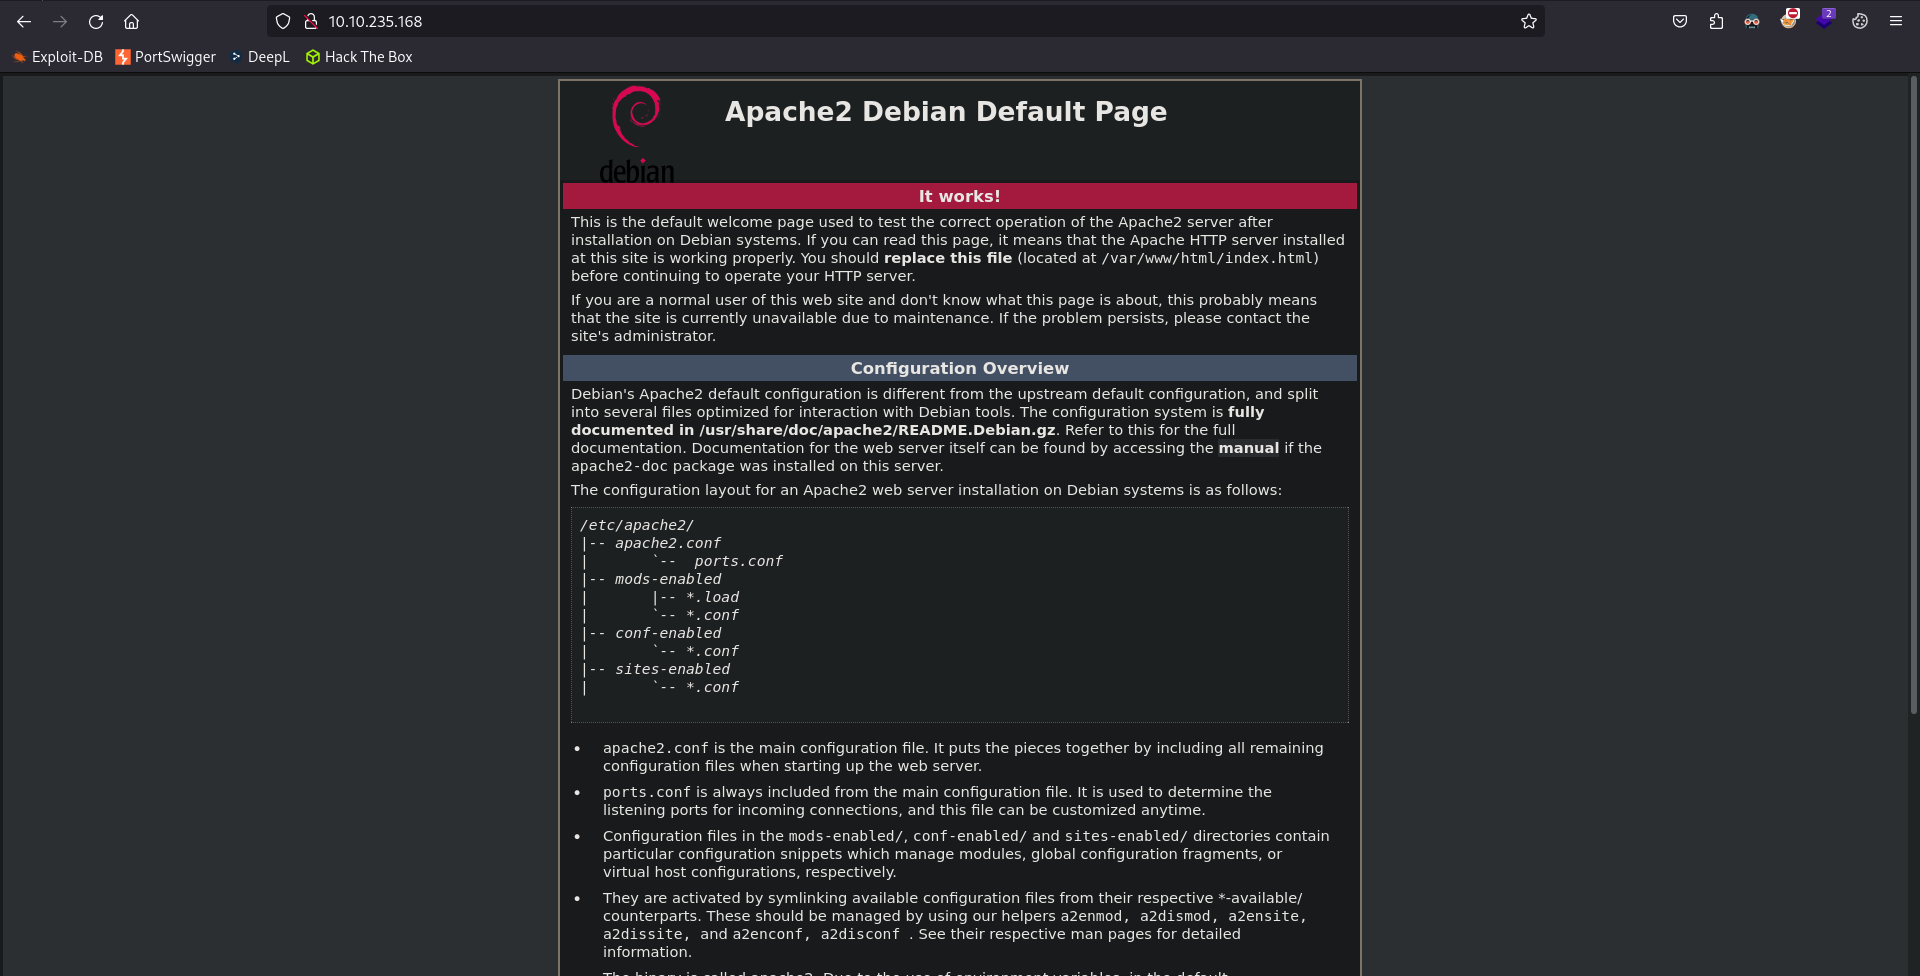 10.10.235.168
2
Exploit-DB PortSwigger DeepL Hack The Box
debian
Apache2 Debian Default Page
It works!
This is the default welcome page used to test the correct operation of the Apache2 server after
installation on Debian systems. If you can read this page, it means that the Apache HTTP server installed
at this site is working properly. You should replace this file (located at /var/www/html/index.html)
before continuing to operate your HTTP server.
If you are a normal user of this web site and don't know what this page is about, this probably means
that the site is currently unavailable due to maintenance. If the problem persists, please contact the
site's administrator.
Configuration Overview
Debian's Apache2 default configuration is different from the upstream default configuration, and split
into several files optimized for interaction with Debian tools. The configuration system is fully
documented in /usr/share/doc/apache2/README.Debian.gz. Refer to this for the full
documentation. Documentation for the web server itself can be found by accessing the manual if the
apache2-doc package was installed on this server.
The configuration layout for an Apache2 web server installation on Debian systems is as follows:
/etc/apache2/
|-- apache2.conf
|       `--  ports.conf
|-- mods-enabled
|       |-- *.load
|       `-- *.conf
|-- conf-enabled
|       `-- *.conf
|-- sites-enabled
|       `-- *.conf
• apache2.conf is the main configuration file. It puts the pieces together by including all remaining
configuration files when starting up the web server.
• ports.conf is always included from the main configuration file. It is used to determine the
listening ports for incoming connections, and this file can be customized anytime.
• Configuration files in the mods-enabled/, conf-enabled/ and sites-enabled/ directories contain
particular configuration snippets which manage modules, global configuration fragments, or
virtual host configurations, respectively.
• They are activated by symlinking available configuration files from their respective *-available/
counterparts. These should be managed by using our helpers a2enmod, a2dismod, a2ensite,
a2dissite, and a2enconf, a2disconf . See their respective man pages for detailed
information.
The binary is called apache2. Due to the use of environment variables, in the default